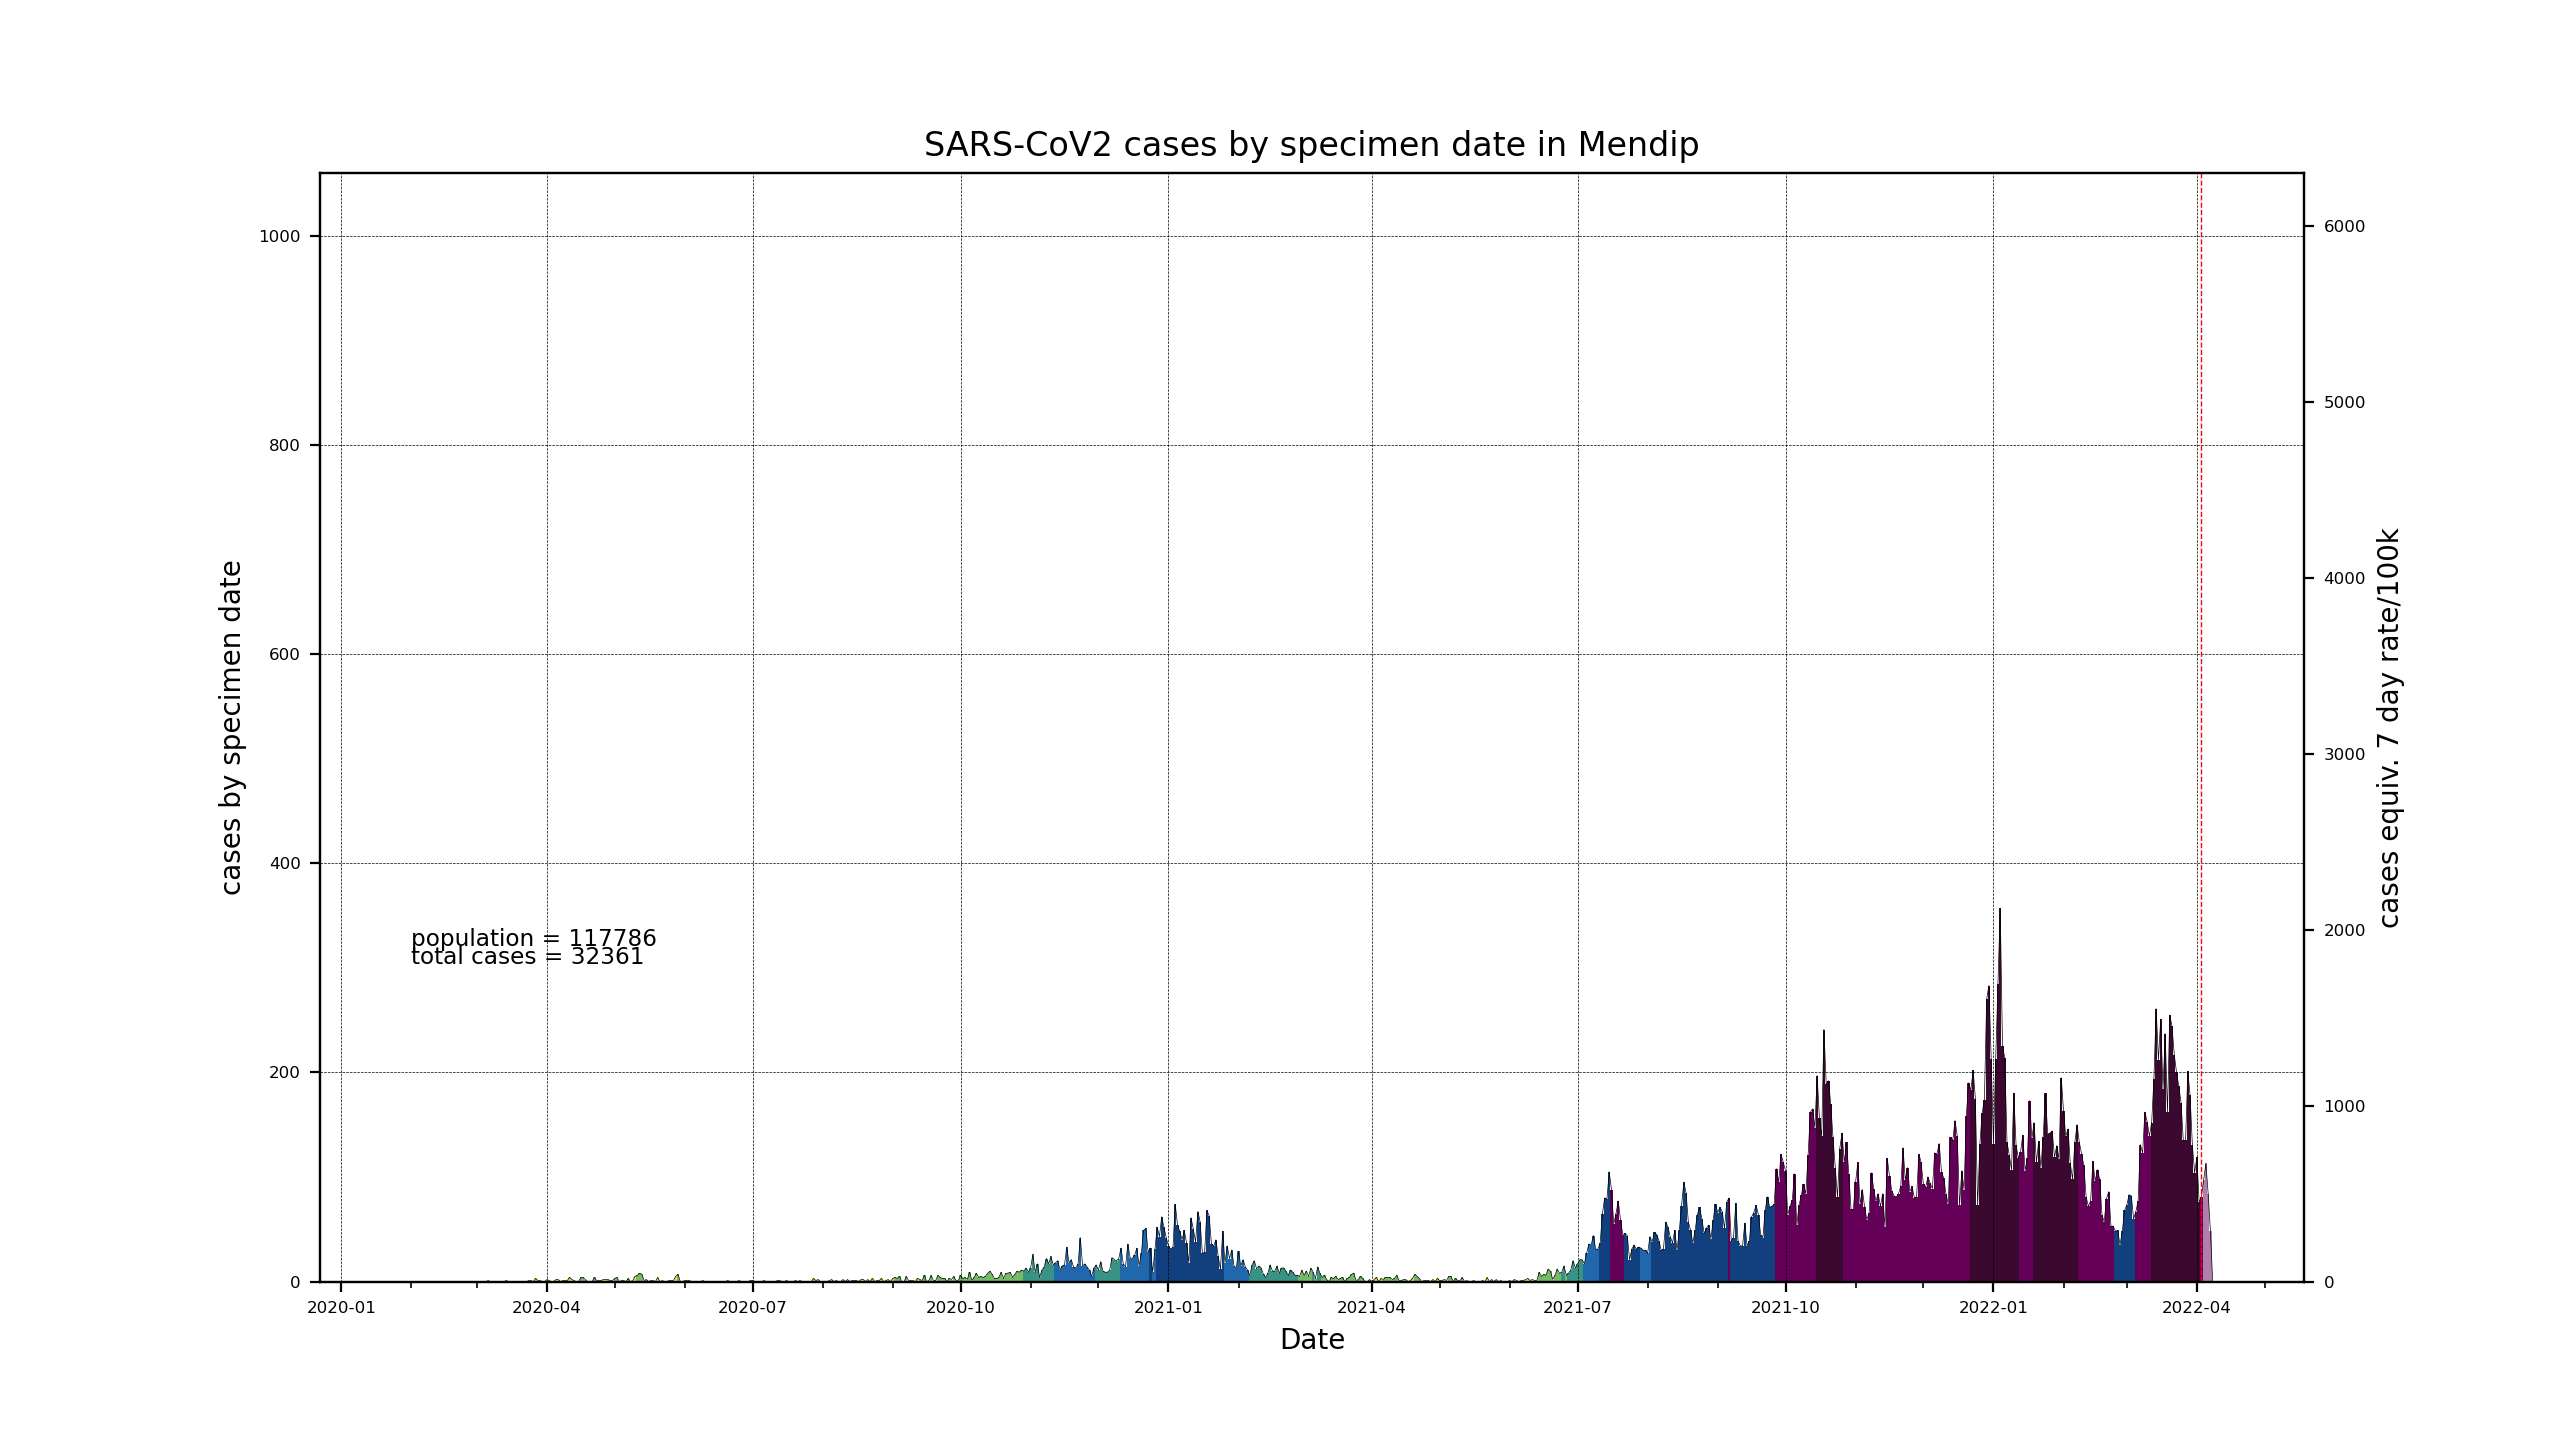 SARS-CoV2 cases by specimen date in Mendip
cases by specimen date
1000
800
600
400
200
0
population = 117786
total cases = 32361
6000
5000
4000
3000
2000
1000
0
cases equiv. 7 day rate/100k
2020-01 2020-04 2020-07 2020-10 2021-01 2021-04 2021-07 2021-10 2022-01 2022-04
Date